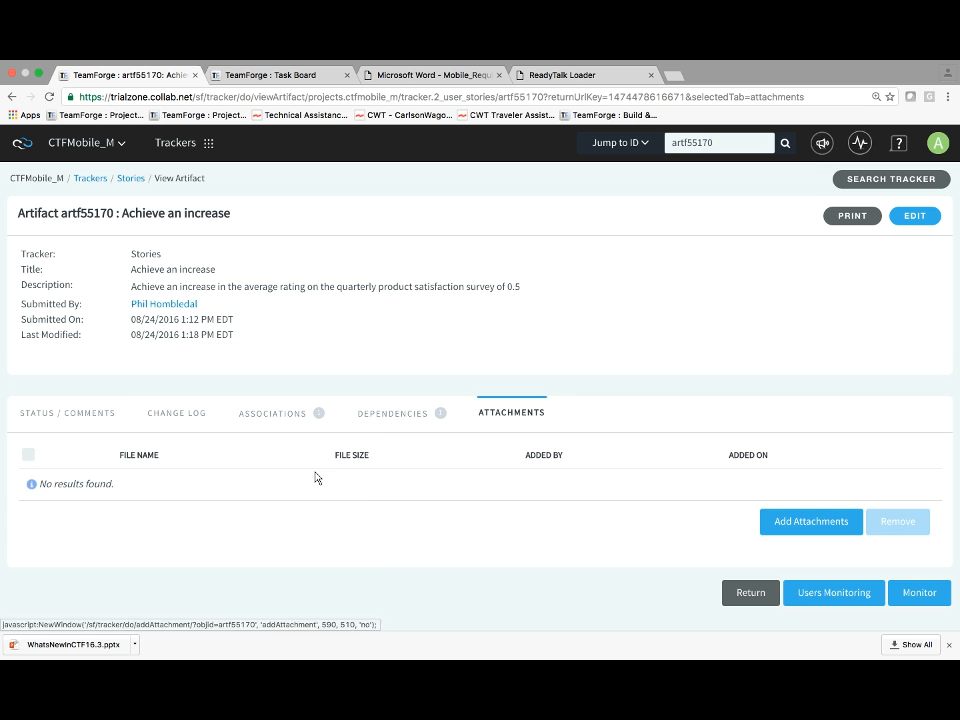 TeamForge : artf55170: Achie
TeamForge : Task Board
Microsoft Word - Mobile_Requ
ReadyTalk Loader
https://trialzone.collab.net/sf/tracker/do/viewArtifact/projects.ctfmobile_m/tracker.2_user_stories/artf55170?returnUrlKey=1474478616671&selectedTab=attachments
Apps
TeamForge : Project...
TeamForge : Project...
Technical Assistanc...
CWT - CarlsonWago...
CWT Traveler Assist...
TeamForge : Build &...
CTFMobile_M
Trackers
Jump to ID
artf55170
A
CTFMobile_M / Trackers / Stories / View Artifact
SEARCH TRACKER
Artifact artf55170 : Achieve an increase
PRINT
EDIT
Tracker: Stories
Title: Achieve an increase
Description: Achieve an increase in the average rating on the quarterly product satisfaction survey of 0.5
Submitted By: Phil Hombledal
Submitted On: 08/24/2016 1:12 PM EDT
Last Modified: 08/24/2016 1:18 PM EDT
STATUS / COMMENTS
CHANGE LOG
ASSOCIATIONS 1
DEPENDENCIES 1
ATTACHMENTS
FILE NAME
FILE SIZE
ADDED BY
ADDED ON
No results found.
Add Attachments
Remove
Return
Users Monitoring
Monitor
javascript:NewWindow('/sf/tracker/do/addAttachment/?objid=artf55170', 'addAttachment', 590, 510, 'no');
WhatsNewInCTF16.3.pptx
Show All